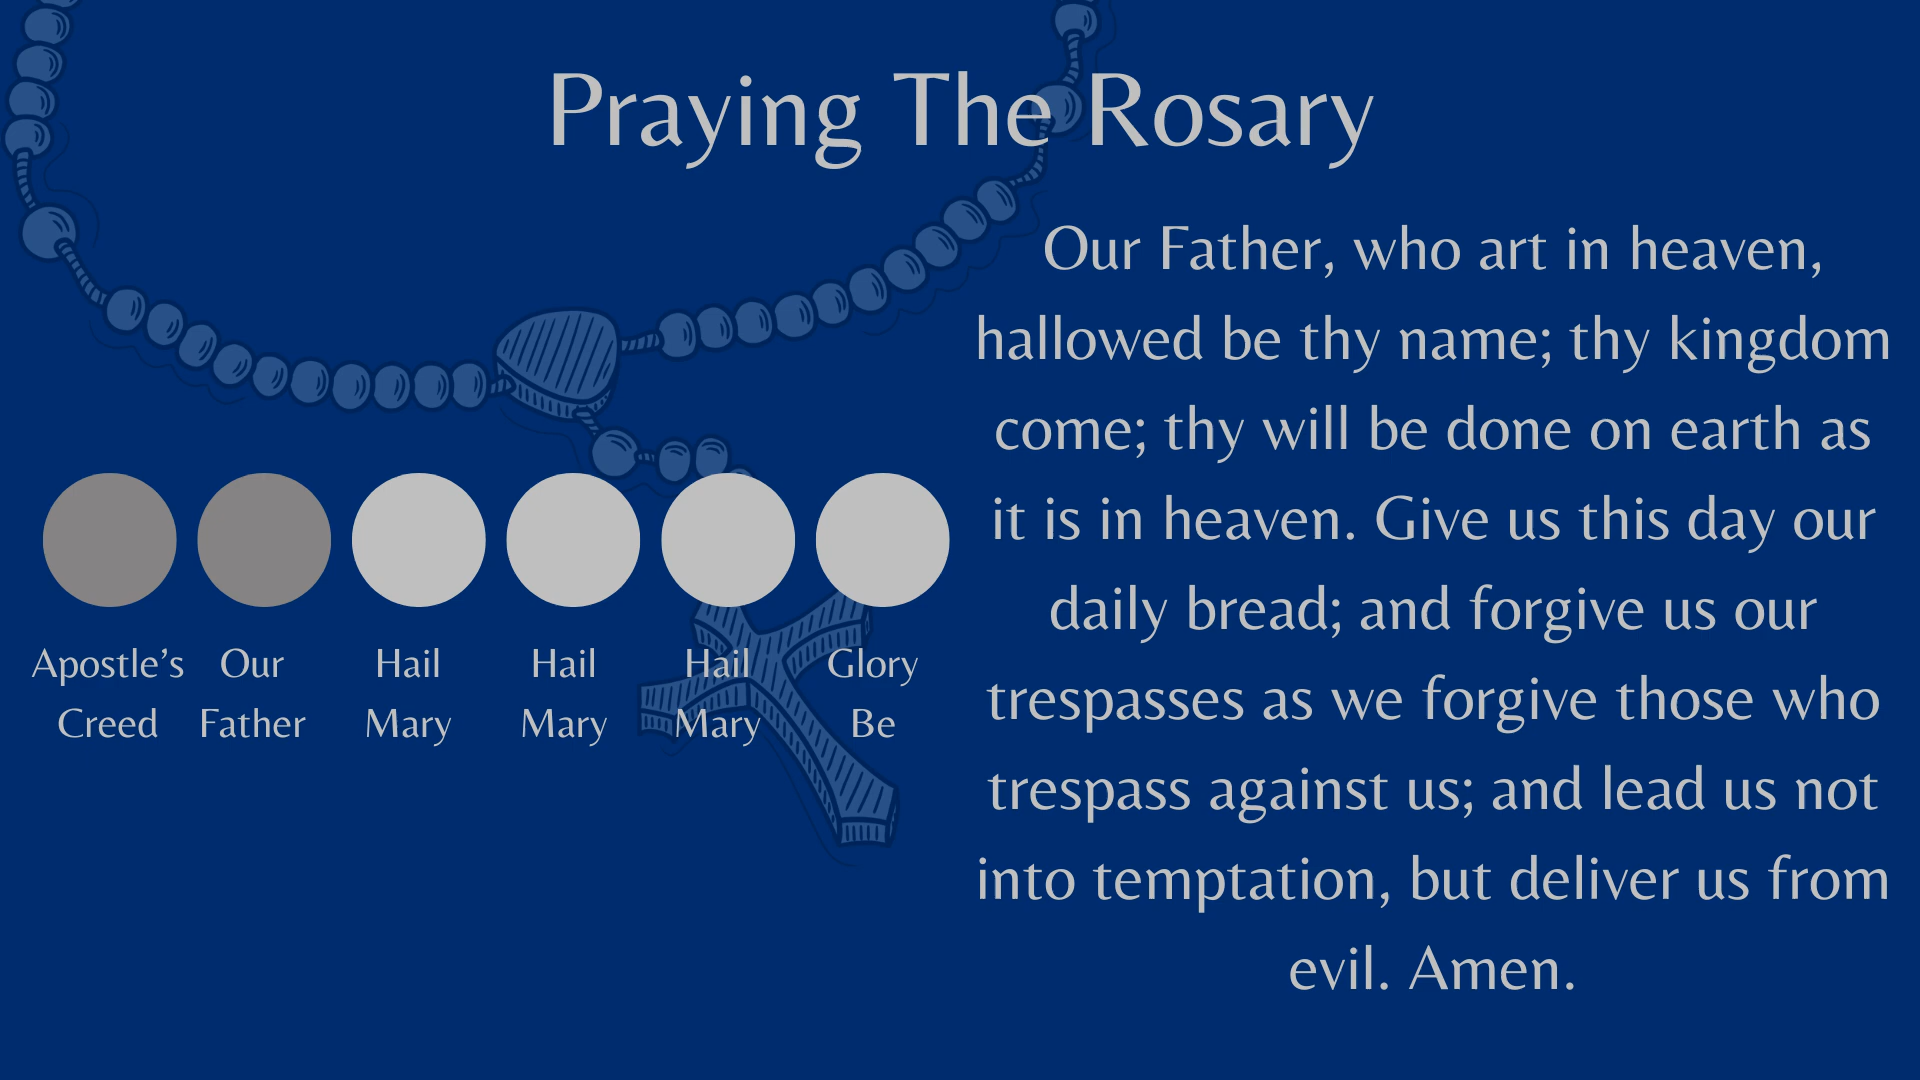 Praying The Rosary
Our Father, who art in heaven,
hallowed be thy name; thy kingdom
come; thy will be done on earth as
it is in heaven. Give us this day our
daily bread; and forgive us our
trespasses as we forgive those who
trespass against us; and lead us not
into temptation, but deliver us from
evil. Amen.
Apostle’s
Creed
Our
Father
Hail
Mary
Hail
Mary
Hail
Mary
Glory
Be